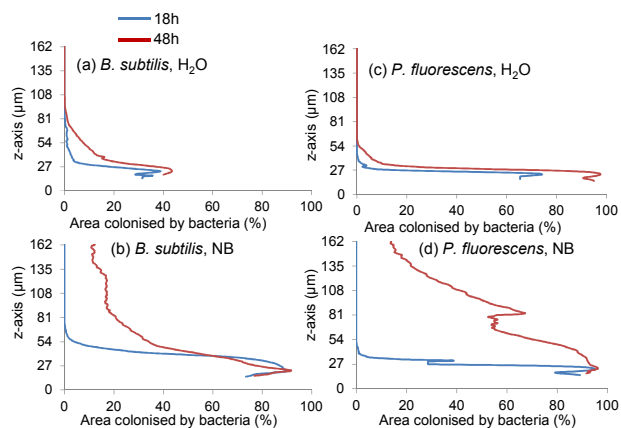 18h
48h
(a) B. subtilis, H₂O
z-axis (µm)
162
135
108
81
54
27
0
0 20 40 60 80 100
Area colonised by bacteria (%)
(c) P. fluorescens, H₂O
z-axis (µm)
162
135
108
81
54
27
0
0 20 40 60 80 100
Area colonised by bacteria (%)
(b) B. subtilis, NB
z-axis (µm)
162
135
108
81
54
27
0
0 20 40 60 80 100
Area colonised by bacteria (%)
(d) P. fluorescens, NB
z-axis (µm)
162
135
108
81
54
27
0
0 20 40 60 80 100
Area colonised by bacteria (%)